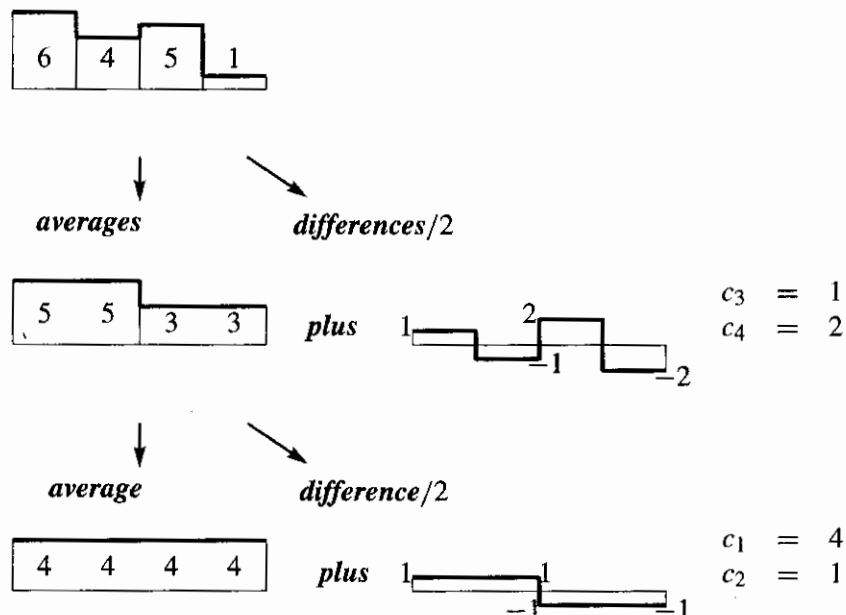 6 4 5 1
averages differences/2
5 5 3 3 plus 1 -1 2 -2
c3 = 1
c4 = 2
average difference/2
4 4 4 4 plus 1 -1 1 -1
c1 = 4
c2 = 1